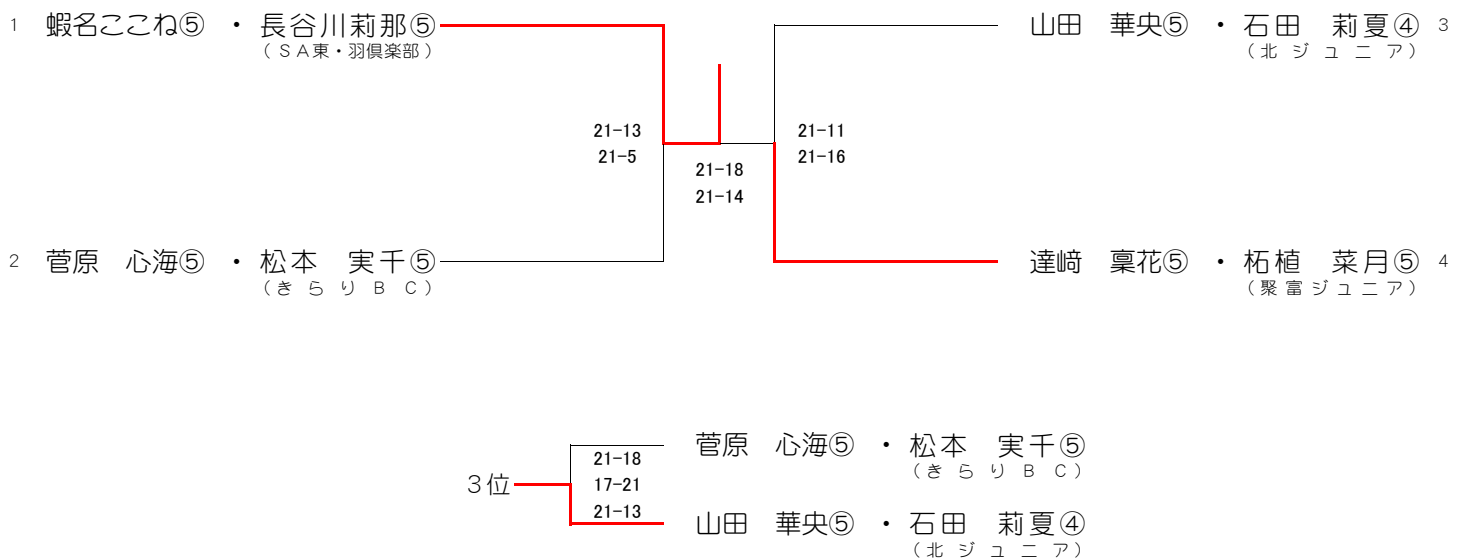 1 蝦名ここね⑤ ・ 長谷川莉那⑤
（ＳＡ東・羽倶楽部）
山田　華央⑤ ・ 石田　莉夏④ 3
（北ジュニア）
21-13
21-5
21-18
21-14
21-11
21-16
2 菅原　心海⑤ ・ 松本　実千⑤
（きらりＢＣ）
達﨑　稟花⑤ ・ 柘植　菜月⑤ 4
（聚富ジュニア）
３位
21-18
17-21
21-13
菅原　心海⑤ ・ 松本　実千⑤
（きらりＢＣ）
山田　華央⑤ ・ 石田　莉夏④
（北ジュニア）